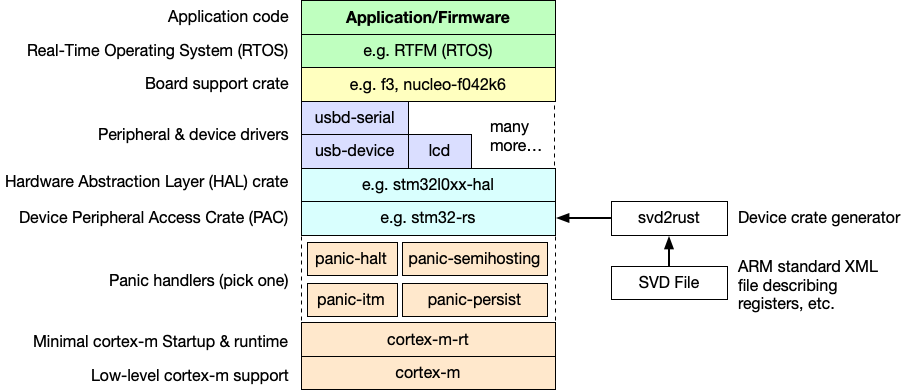 Application code
Application/Firmware
Real-Time Operating System (RTOS)
e.g. RTFM (RTOS)
Board support crate
e.g. f3, nucleo-f042k6
Peripheral & device drivers
usbd-serial
usb-device
lcd
many
more…
Hardware Abstraction Layer (HAL) crate
e.g. stm32l0xx-hal
Device Peripheral Access Crate (PAC)
e.g. stm32-rs
svd2rust
Device crate generator
Panic handlers (pick one)
panic-halt
panic-semihosting
panic-itm
panic-persist
SVD File
ARM standard XML
file describing
registers, etc.
Minimal cortex-m Startup & runtime
cortex-m-rt
Low-level cortex-m support
cortex-m